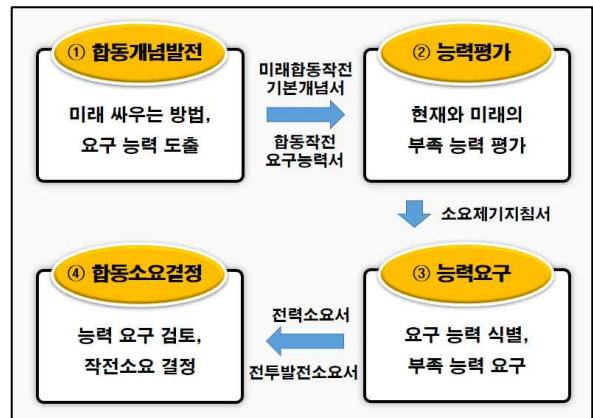 ① 합동개념발전
미래 싸우는 방법,
요구 능력 도출
미래합동작전
기본개념서
합동작전
요구능력서
② 능력평가
현재와 미래의
부족 능력 평가
소요제기지침서
③ 능력요구
요구 능력 식별,
부족 능력 요구
전력소요서
전투발전소요서
④ 합동소요결정
능력 요구 검토,
작전소요 결정